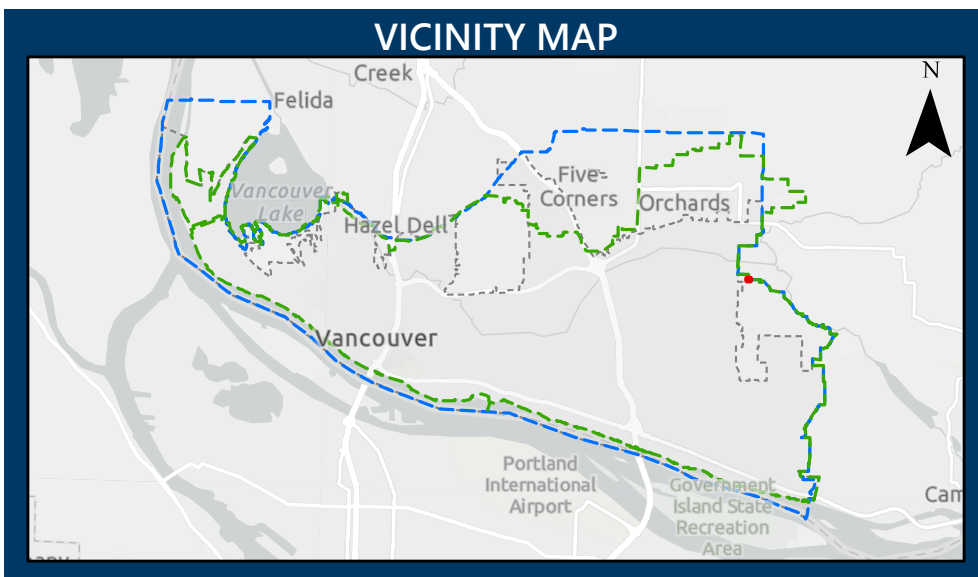 VICINITY MAP
Creek
N
Felida
Five-
Corners
Vancouver
Lake
Orchards
Hazel Dell
Vancouver
Portland
International
Airport
Government
Island State
Recreation
Area
Cam